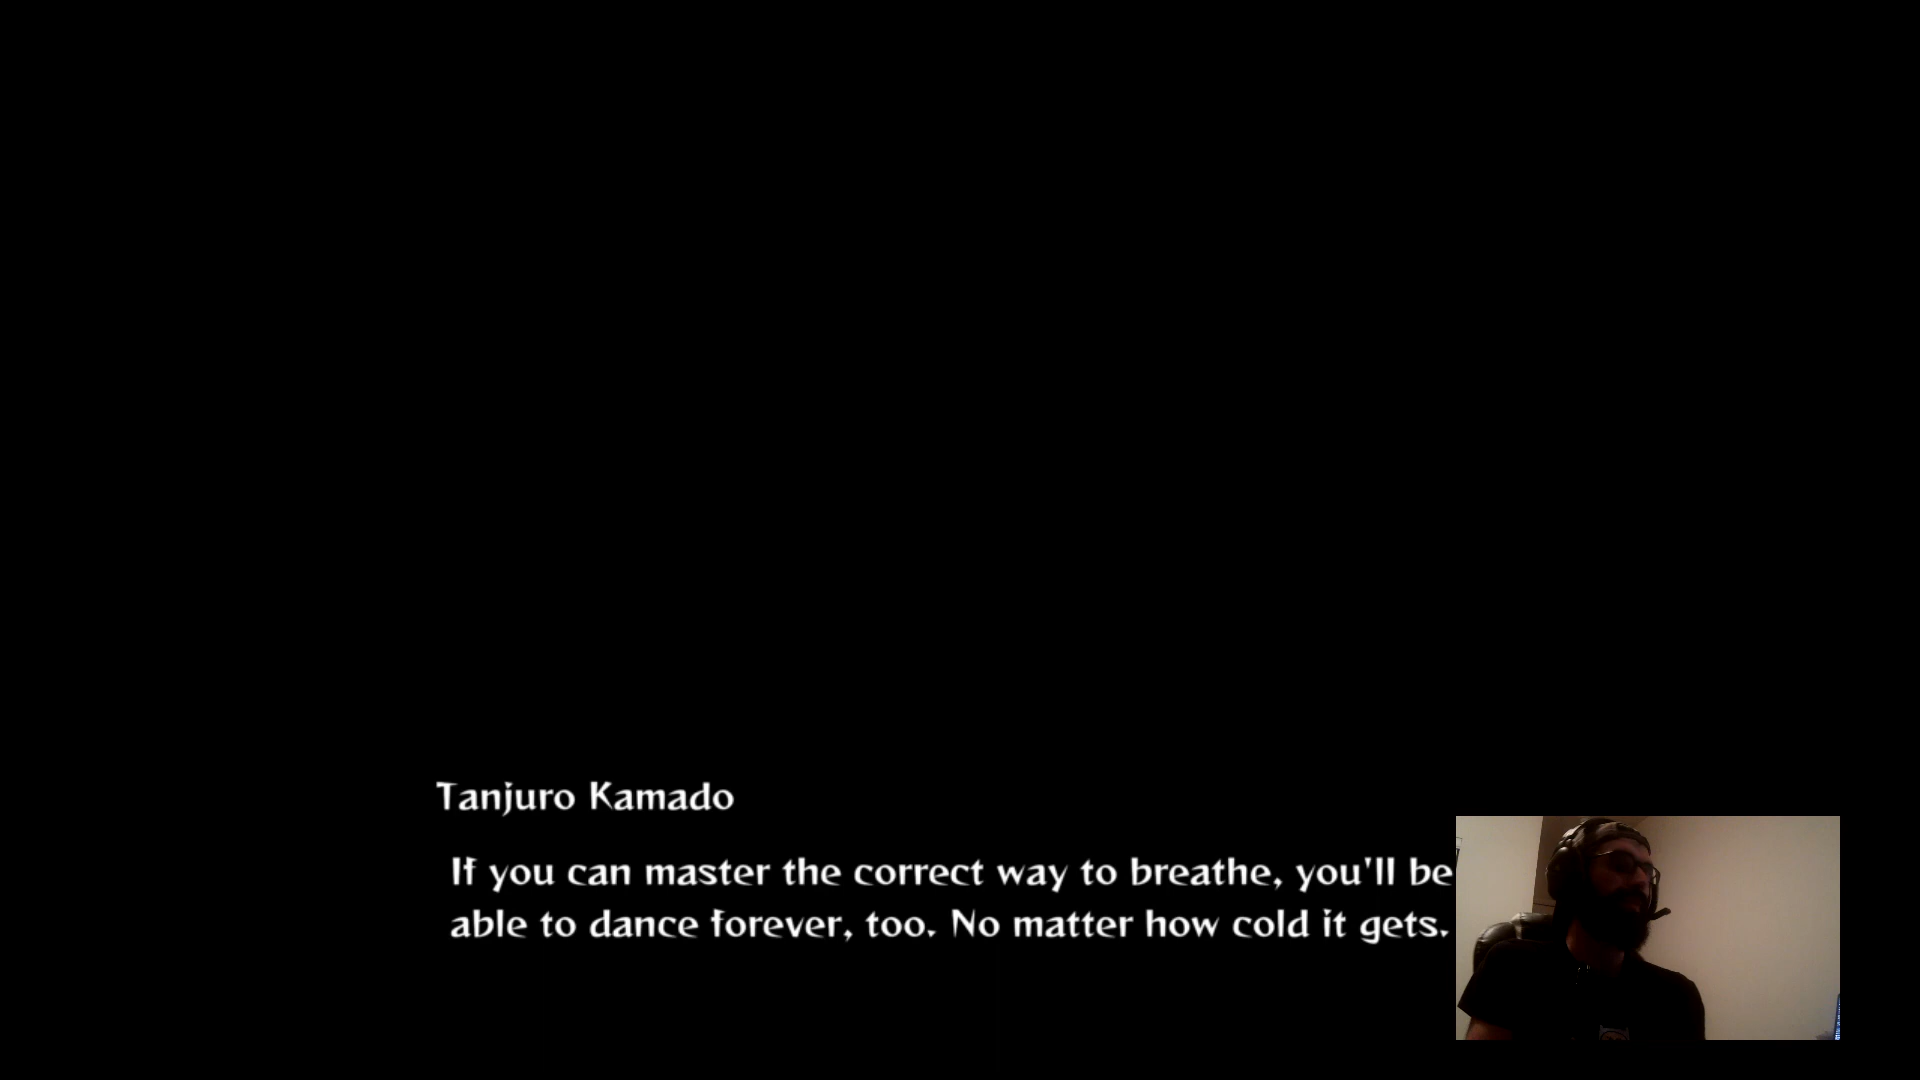 Tanjuro Kamado
If you can master the correct way to breathe, you'll be
able to dance forever, too. No matter how cold it gets.